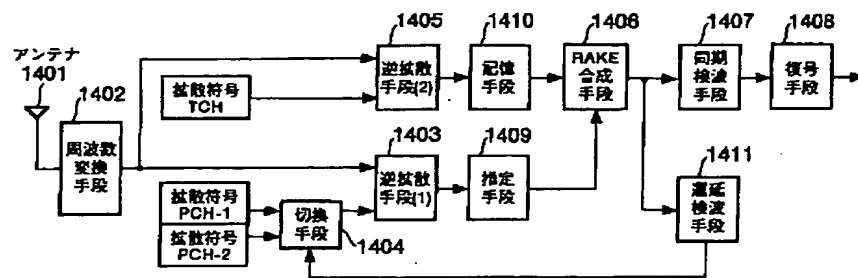 アンテナ
1401
1402
周波数
変換
手段
拡散符号
TCH
1405
逆拡散
手段(2)
1410
記憶
手段
1406
RAKE
合成
手段
1407
同期
検波
手段
1408
復号
手段
1403
逆拡散
手段(1)
1409
推定
手段
拡散符号
PCH-1
拡散符号
PCH-2
切換
手段
1404
1411
遅延
検波
手段